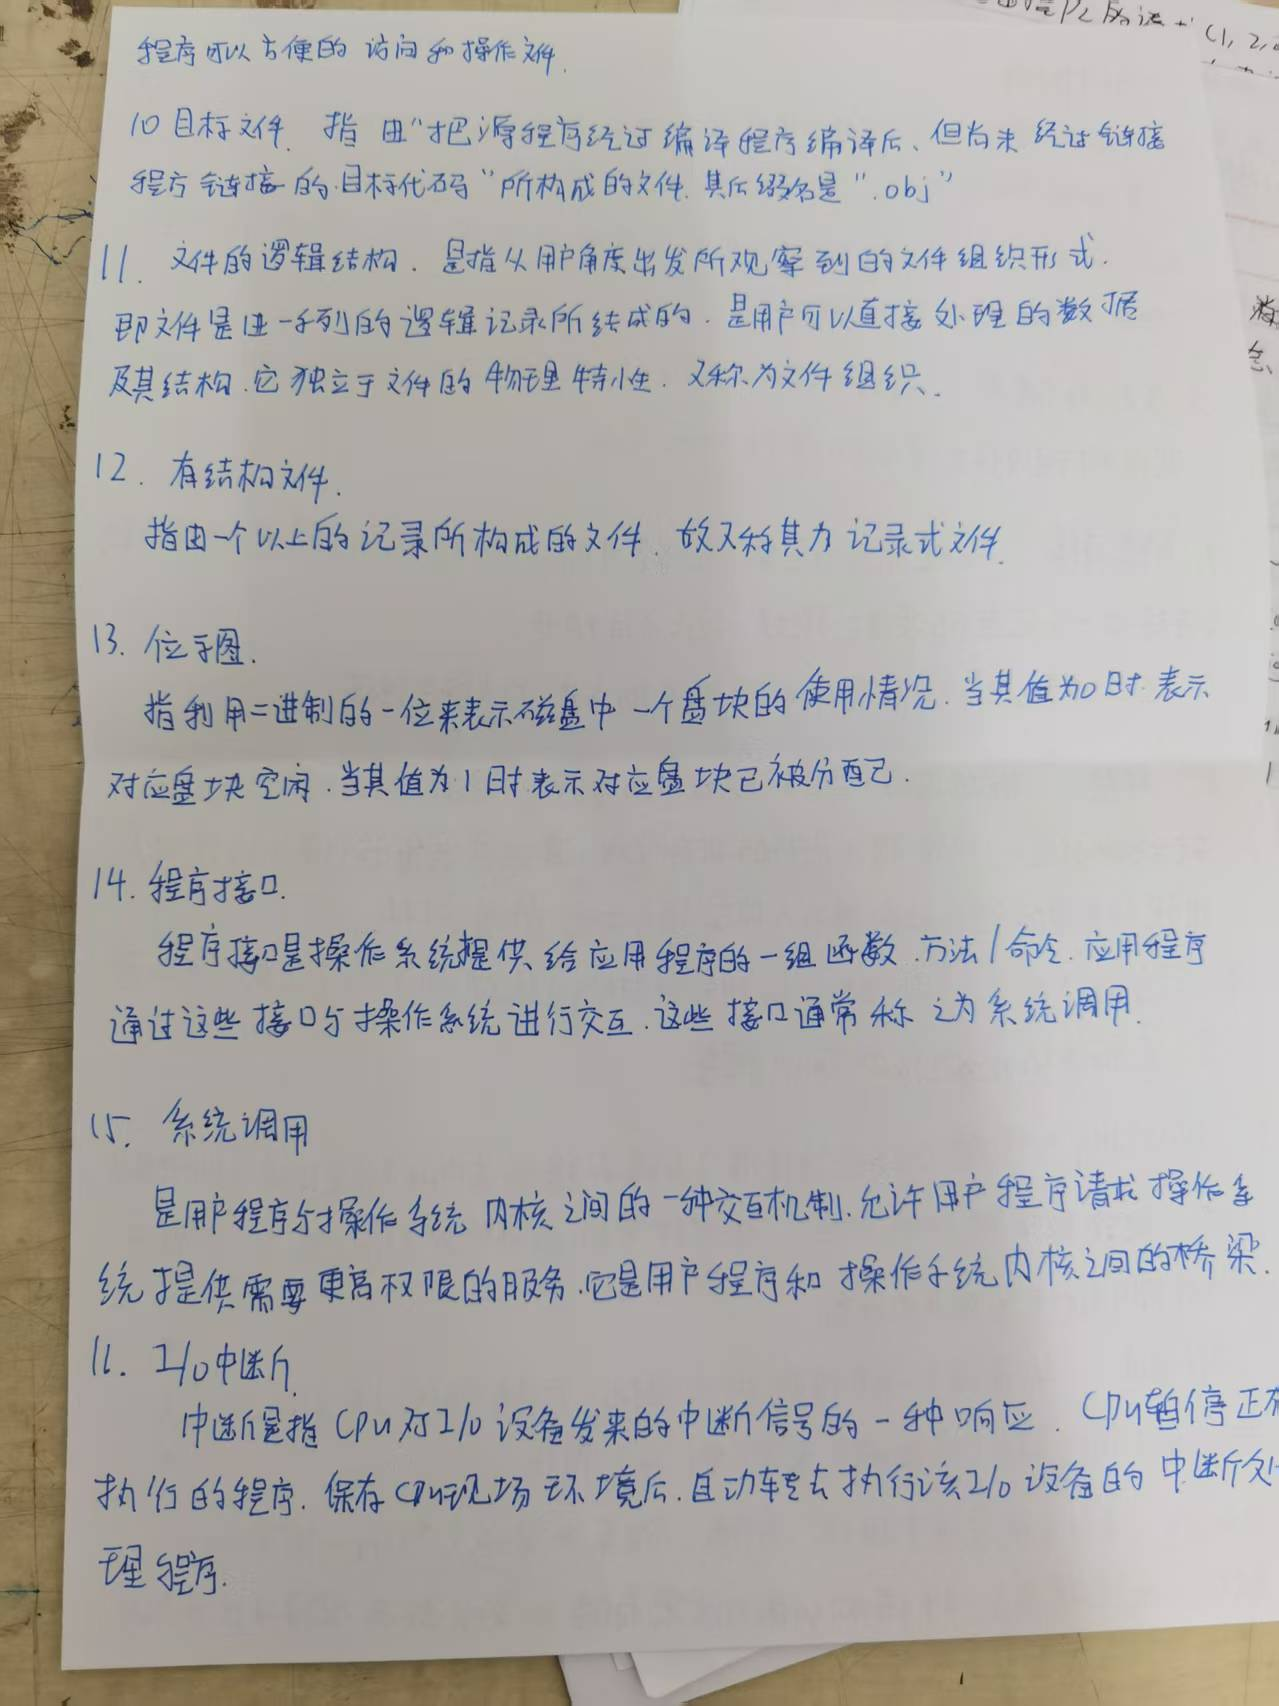 程序可以方便的访问和操作文件.
10 目标文件. 指由“把源程序经过编译程序编译后、但尚未经过链接
程序链接的目标代码”所构成的文件. 其后缀名是“.obj”
11. 文件的逻辑结构. 是指从用户角度出发所观察到的文件组织形式.
即文件是由一系列的逻辑记录所组成的. 是用户可以直接处理的数据
及其结构.它独立于文件的物理特性. 又称为文件组织.
12. 有结构文件.
指由一个以上的记录所构成的文件. 故又称其为记录式文件.
13. 位示图.
指利用二进制的一位来表示磁盘中一个盘块的使用情况. 当其值为0时.表示
对应盘块空闲.当其值为1时.表示对应盘块已被分配.
14. 程序接口.
程序接口是操作系统提供给应用程序的一组函数.方法/命令.应用程序
通过这些接口与操作系统进行交互.这些接口通常称之为系统调用.
15. 系统调用
是用户程序与操作系统内核之间的一种交互机制.允许用户程序请求操作系
统提供需要更高权限的服务.它是用户程序和操作系统内核之间的桥梁.
16. I/O中断.
中断是指CPU对I/O设备发来的中断信号的一种响应. CPU暂停正在
执行的程序. 保存CPU现场环境后.自动转去执行该I/O设备的中断处
理程序.